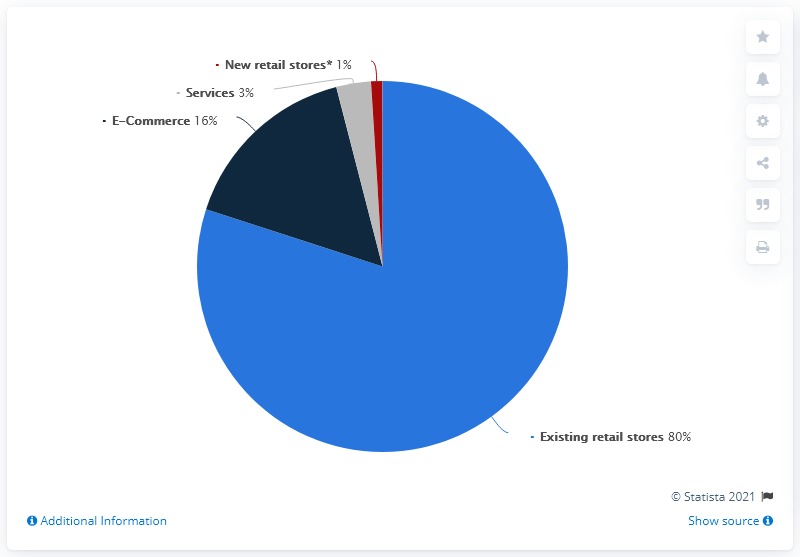 New retail stores* 1%
Services 3%
E-Commerce 16%
Existing retail stores 80%
© Statista 2021
Additional Information
Show source